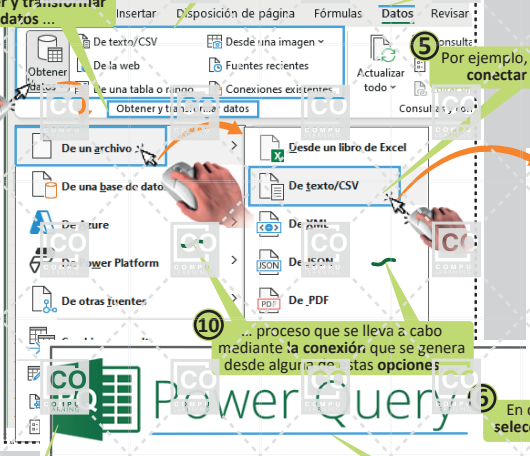 r y transformar
datos ...
Insertar Disposición de página Fórmulas Datos Revisar
Obtener
datos
De texto/CSV
De la web
De una tabla o rango
Desde una imagen
Fuentes recientes
Conexiones existentes
Actualizar
todo
Obtener y transformar datos
5
Por ejemplo,
conectar
De un archivo
De una base de datos
De Azure
De Power Platform
De otras fuentes
Desde un libro de Excel
De texto/CSV
De XML
De JSON
De PDF
10
... proceso que se lleva a cabo
mediante la conexión que se genera
desde alguna de estas opciones
Power Query
6
En
selec
CO
COMPU